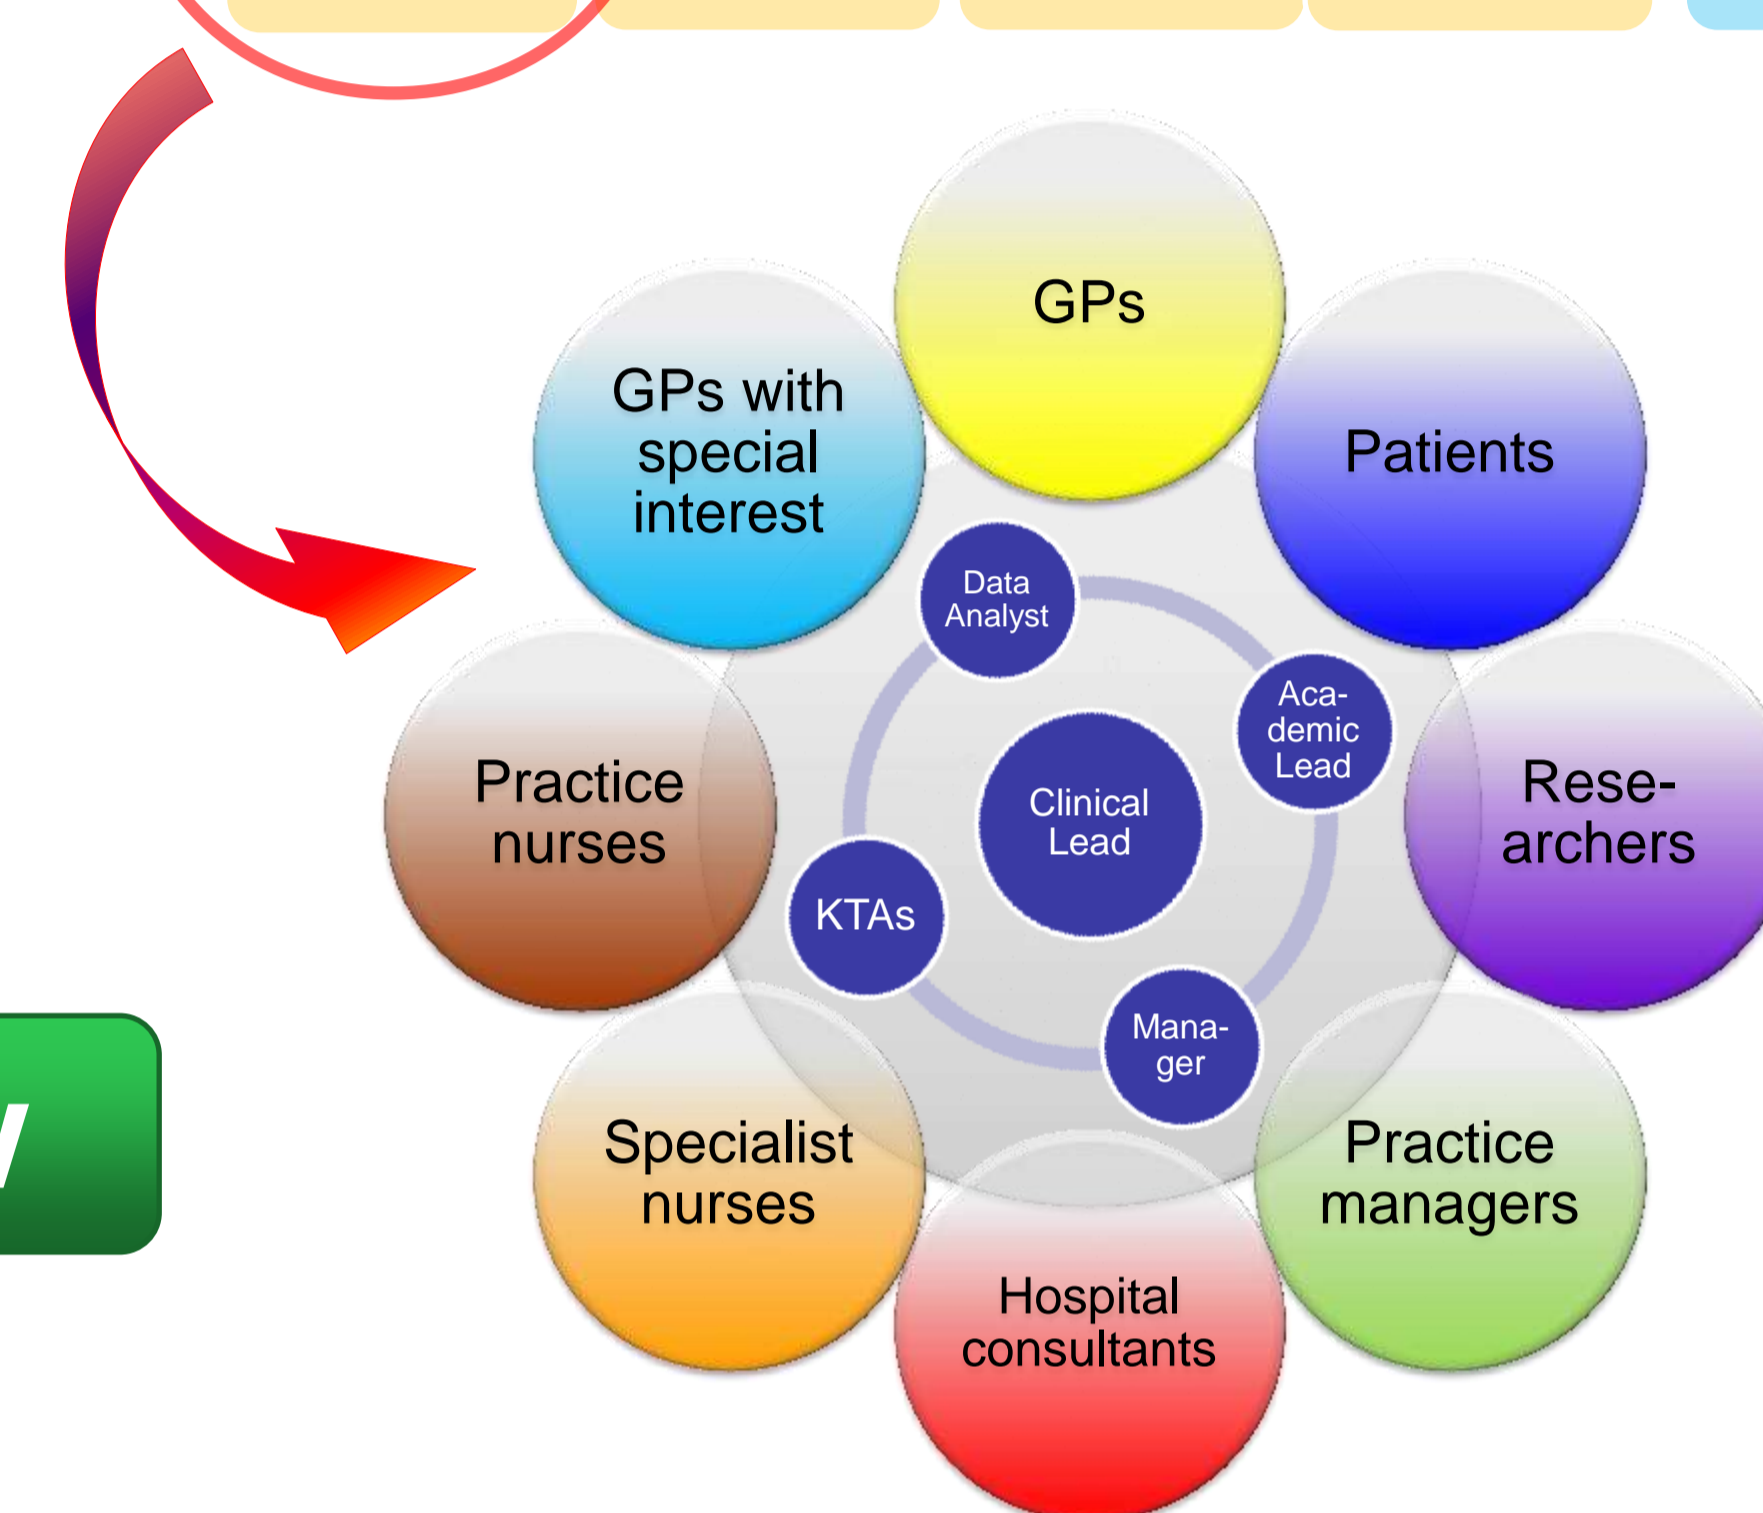 GPs
GPs with
special
interest
Patients
Data
Analyst
Aca-
demic
Lead
Clinical
Lead
Practice
nurses
Rese-
archers
KTAs
Mana-
ger
Specialist
nurses
Practice
managers
Hospital
consultants